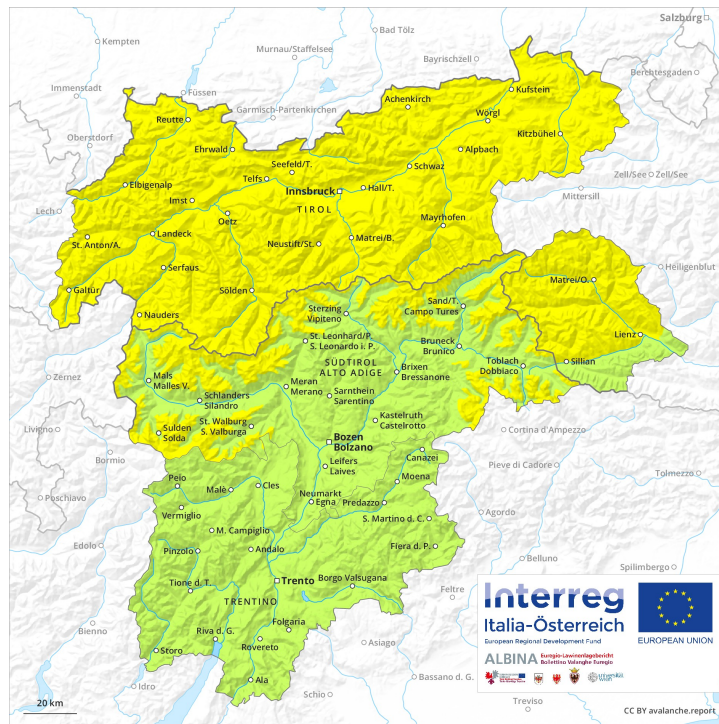 Salzburg
Kempten
Bad Tölz
Murnau/Staffelsee
Bayrischzell
Berchtesgaden
Immenstadt
Füssen
Garmisch-Partenkirchen
Achenkirch
Kufstein
Reutte
Wörgl
Kitzbühel
Oberstdorf
Ehrwald
Alpbach
Seefeld/T.
Schwaz
Telfs
Zell/See
Zell/See
Elbigenalp
Innsbruck
Hall/T.
Mittersill
Imst
TIROL
Lech
Oetz
Mayrhofen
St. Anton/A.
Landeck
Neustift/St.
Matrei/B.
Serfaus
Heiligenblut
Galtür
Sölden
Matrei/O.
Nauders
Sterzing
Vipiteno
Sand/T.
Campo Tures
Lienz
St. Leonhard/P.
S. Leonardo i. P.
Bruneck
Brunico
Sillian
SÜDTIROL
ALTO ADIGE
Brixen
Bressanone
Toblach
Dobbiaco
Zernez
Mals
Malles V.
Meran
Merano
Sarnthein
Sarentino
Schlanders
Silandro
Livigno
Sulden
Solda
St. Walburg
S. Valburga
Kastelruth
Castelrotto
Cortina d'Ampezzo
Bozen
Bolzano
Bormio
Canazei
Pieve di Cadore
Leifers
Laives
Tolmezzo
Poschiavo
Peio
Malè
Cles
Moena
Neumarkt
Egna
Predazzo
Vermiglio
Agordo
M. Campiglio
S. Martino d. C.
Edolo
Pinzolo
Andalo
Fiera d. P.
Belluno
Spilimbergo
Tione d. T.
Trento
Borgo Valsugana
Feltre
TRENTINO
Bienno
Riva d. G.
Folgaria
Storo
Rovereto
Asiago
Idro
Ala
Schio
Bassano d. G.
Treviso
Interreg
Italia-Österreich
European Regional Development Fund
EUROPEAN UNION
ALBINA
Euregio-Lawinenlagebericht
Bollettino Valanghe Euregio
universität
wien
20 km
CC BY avalanche.report